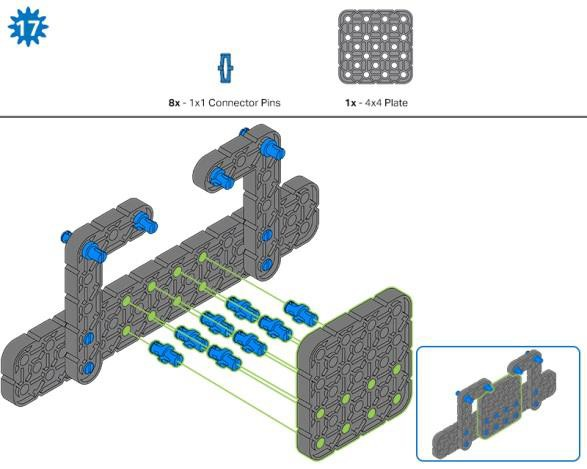 17
8x - 1x1 Connector Pins
1x - 4x4 Plate